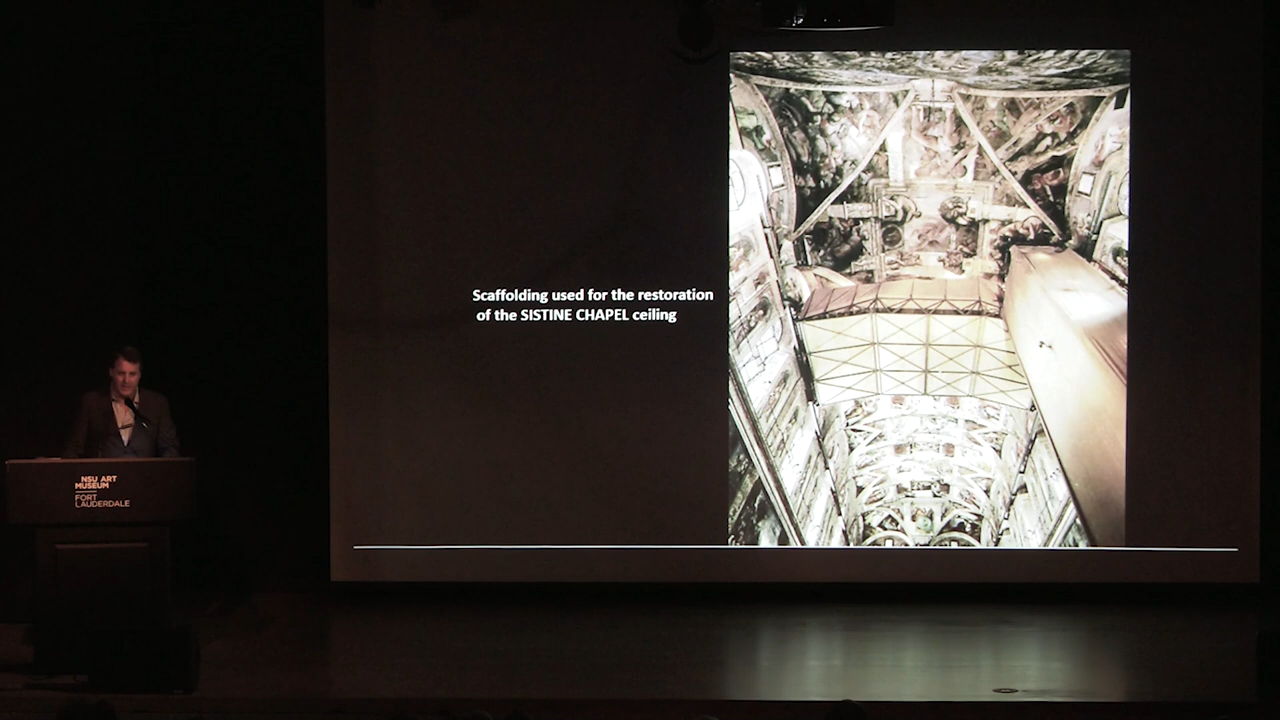 Scaffolding used for the restoration
of the SISTINE CHAPEL ceiling
NSU ART
MUSEUM
FORT
LAUDERDALE